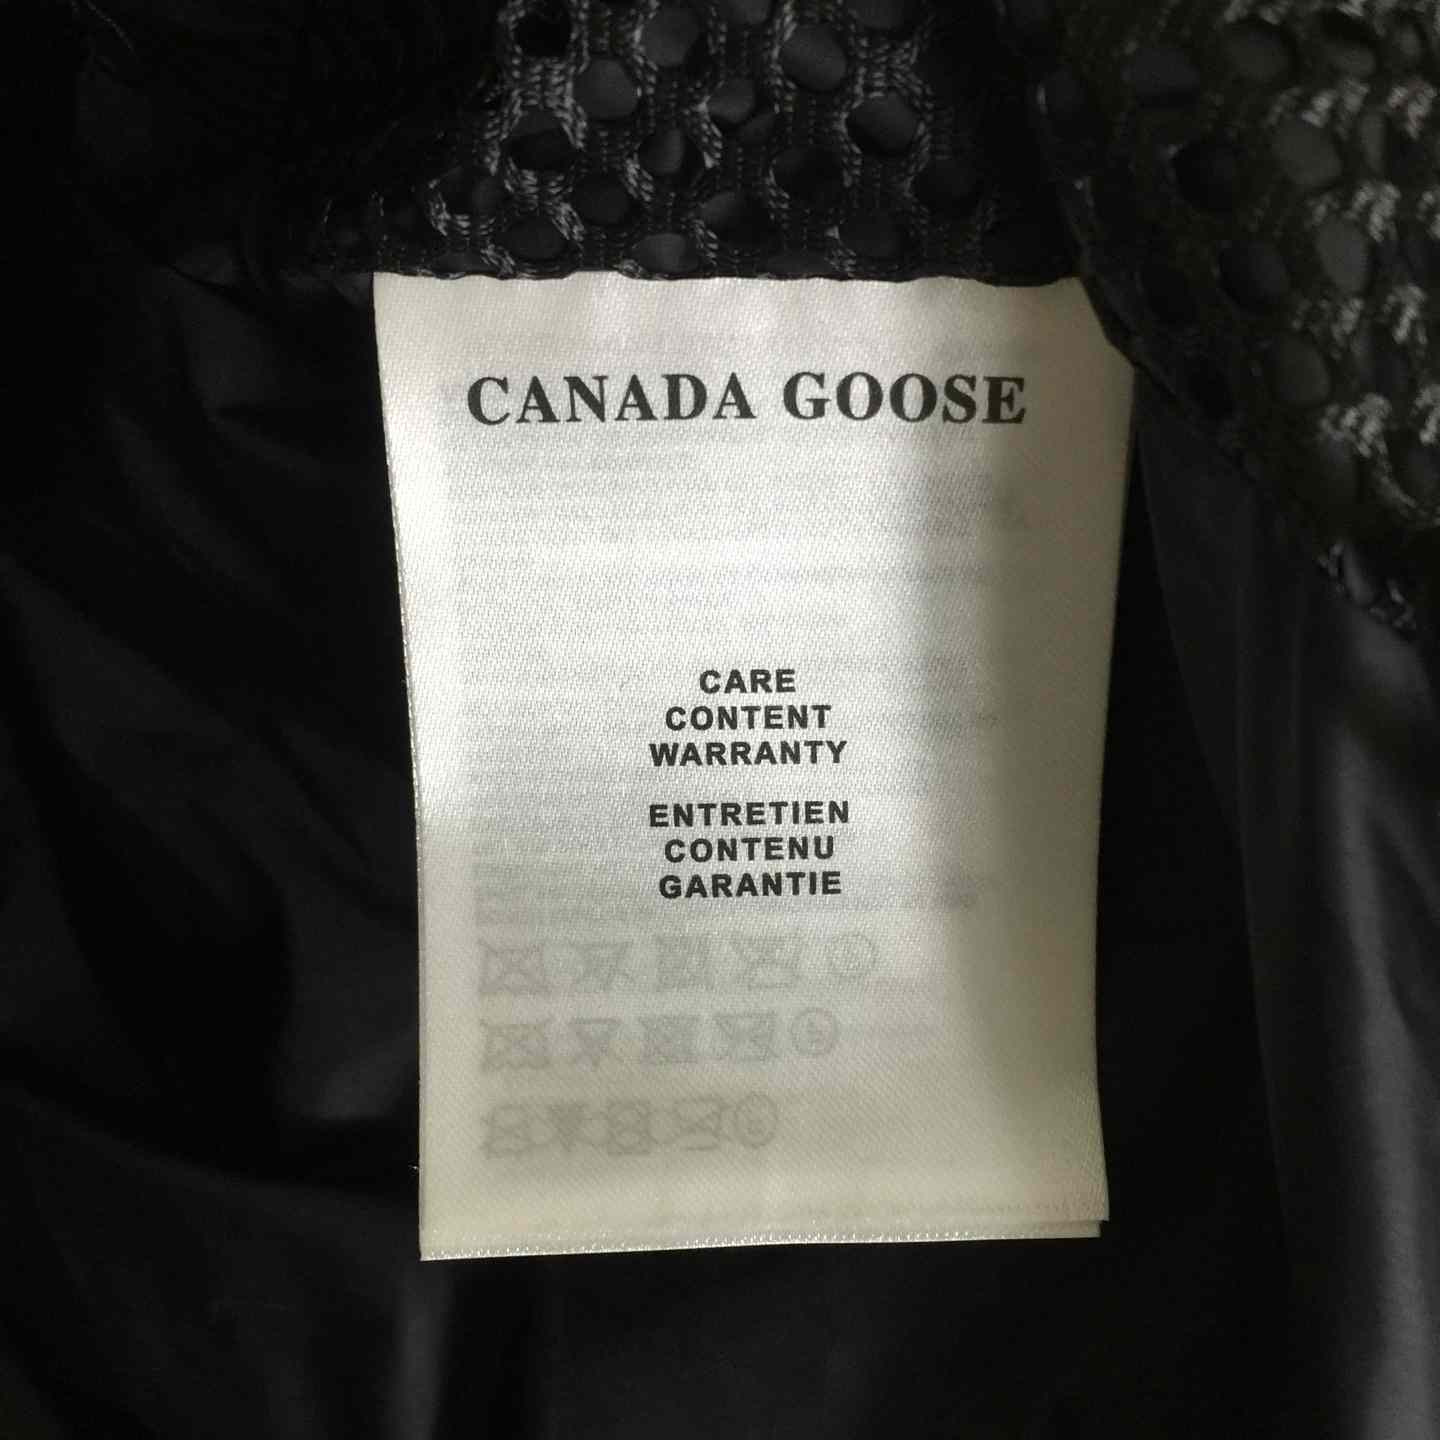 CANADA GOOSE
CARE
CONTENT
WARRANTY
ENTRETIEN
CONTENU
GARANTIE